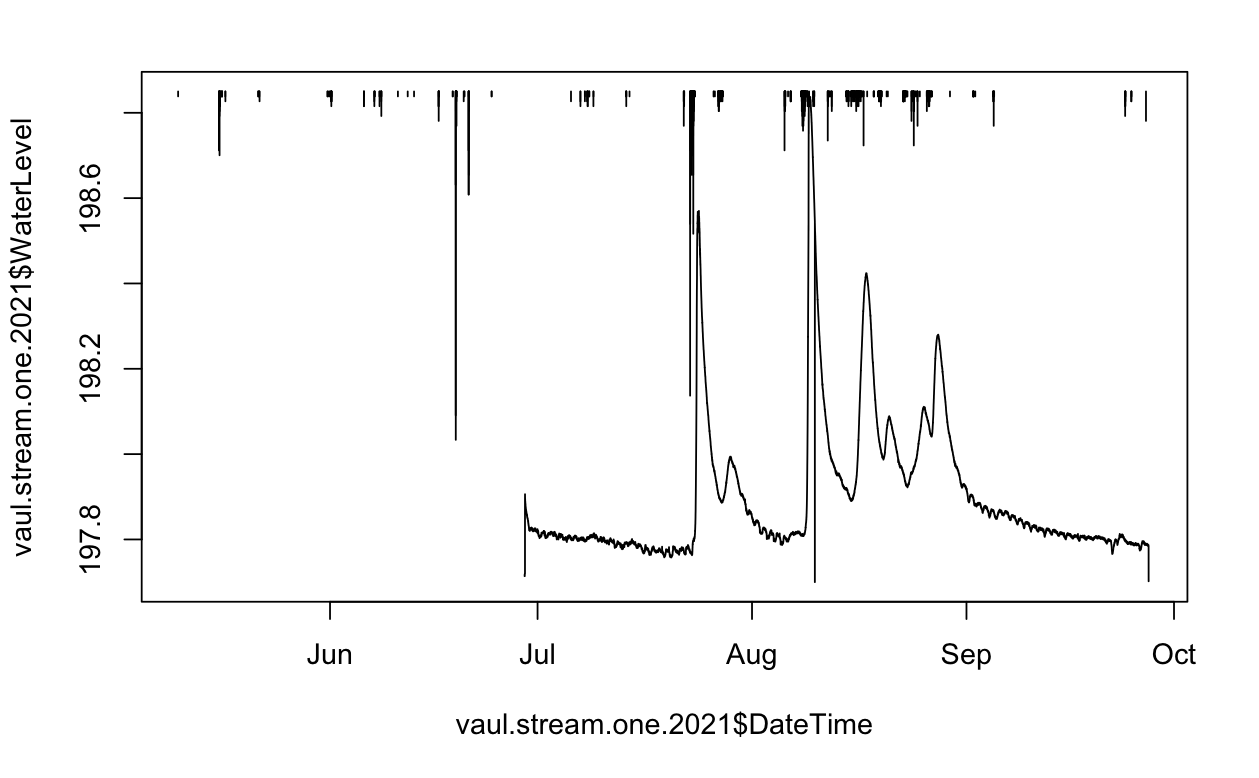 vaul.stream.one.2021$WaterLevel
198.6
198.2
197.8
Jun Jul Aug Sep Oct
vaul.stream.one.2021$DateTime